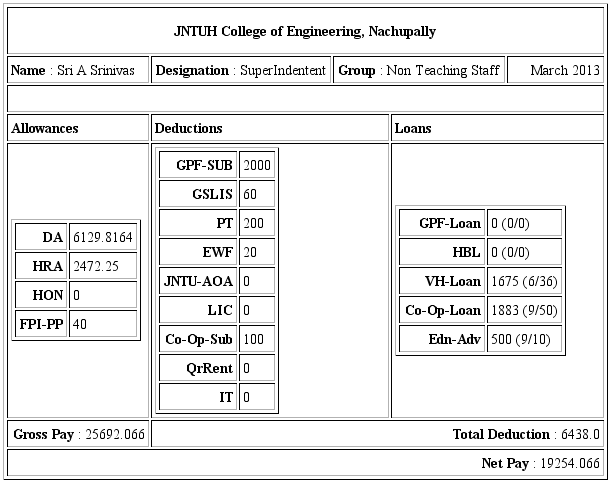 JNTUH College of Engineering, Nachupally
Name : Sri A Srinivas Designation : SuperIndentent Group : Non Teaching Staff March 2013
Allowances Deductions Loans
DA 6129.8164
HRA 2472.25
HON 0
FPI-PP 40
GPF-SUB 2000
GSLIS 60
PT 200
EWF 20
JNTU-AOA 0
LIC 0
Co-Op-Sub 100
QrRent 0
IT 0
GPF-Loan 0 (0/0)
HBL 0 (0/0)
VH-Loan 1675 (6/36)
Co-Op-Loan 1883 (9/50)
Edn-Adv 500 (9/10)
Gross Pay : 25692.066 Total Deduction : 6438.0
Net Pay : 19254.066